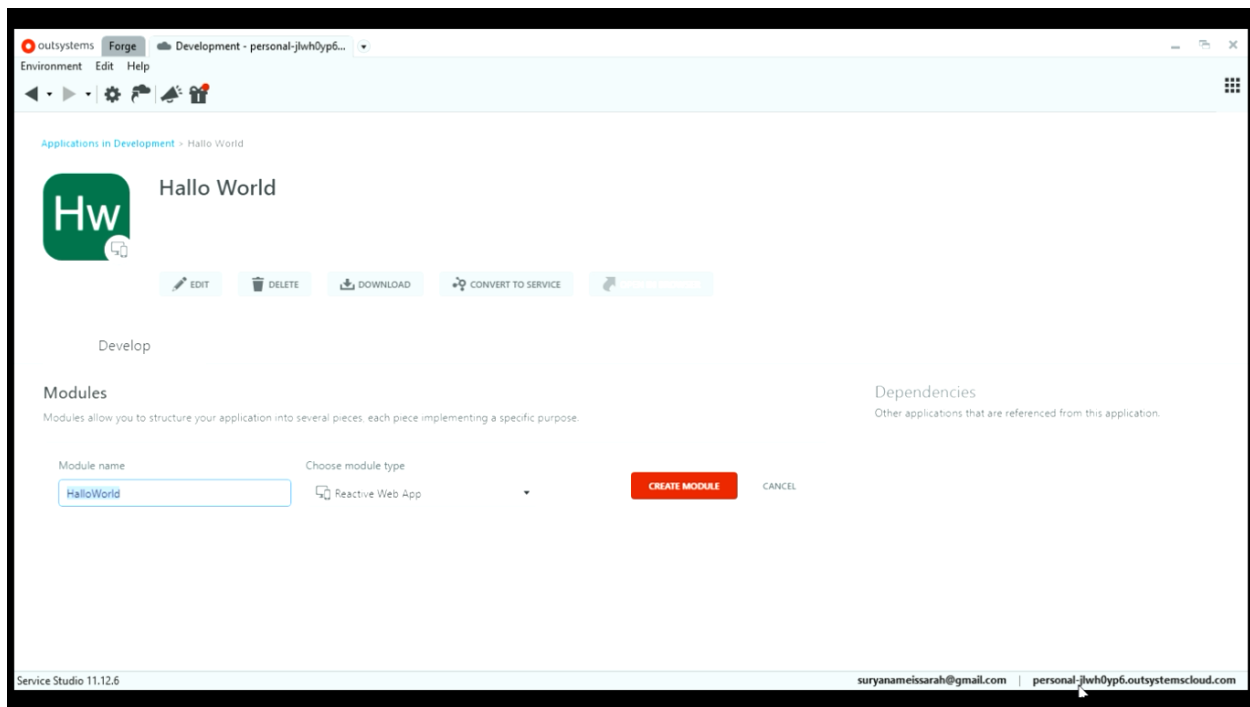 outsystems Forge Development - personal-jlwh0yp6...
Environment Edit Help
Applications in Development > Hallo World
Hw
Hallo World
EDIT DELETE DOWNLOAD CONVERT TO SERVICE
Develop
Modules
Modules allow you to structure your application into several pieces, each piece implementing a specific purpose.
Dependencies
Other applications that are referenced from this application.
Module name
Choose module type
HalloWorld
Reactive Web App
CREATE MODULE
CANCEL
Service Studio 11.12.6
suryanameissarah@gmail.com | personal-jlwh0yp6.outsystemscloud.com